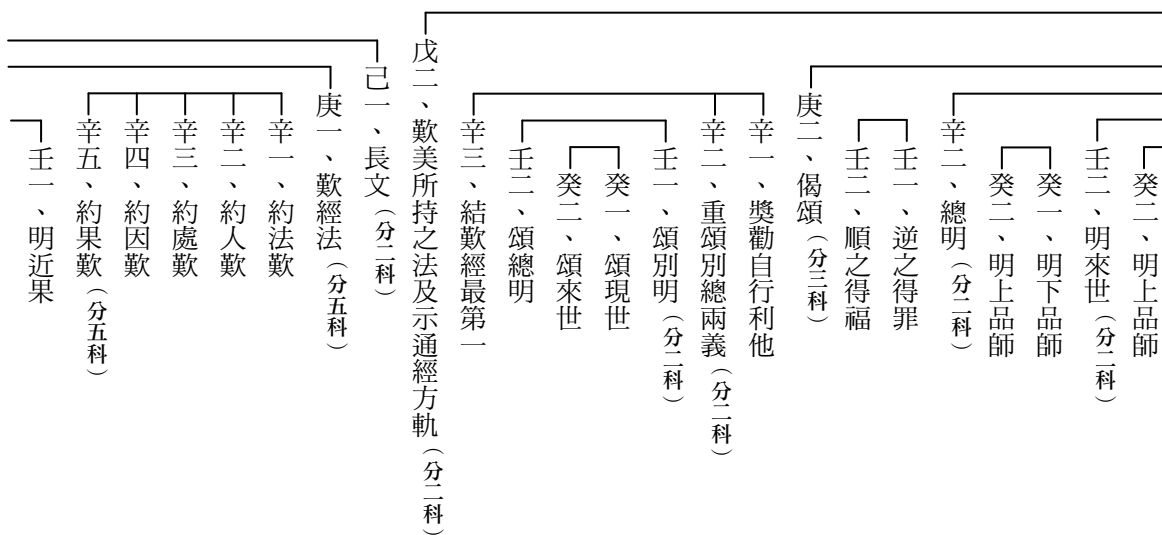 癸二、明上品師
壬二、明來世（分二科）
癸一、明下品師
癸二、明上品師
辛二、總明（分二科）
壬一、逆之得罪
壬二、順之得福
庚二、偈頌（分三科）
辛一、獎勸自行利他
辛二、重頌別總兩義（分二科）
壬一、頌別明（分二科）
癸一、頌現世
癸二、頌來世
壬二、頌總明
辛三、結歎經最第一
戊二、歎美所持之法及示通經方軌（分二科）
己一、長文（分二科）
庚一、歎經法（分五科）
辛一、約法歎
辛二、約人歎
辛三、約處歎
辛四、約因歎
辛五、約果歎（分五科）
壬一、明近果